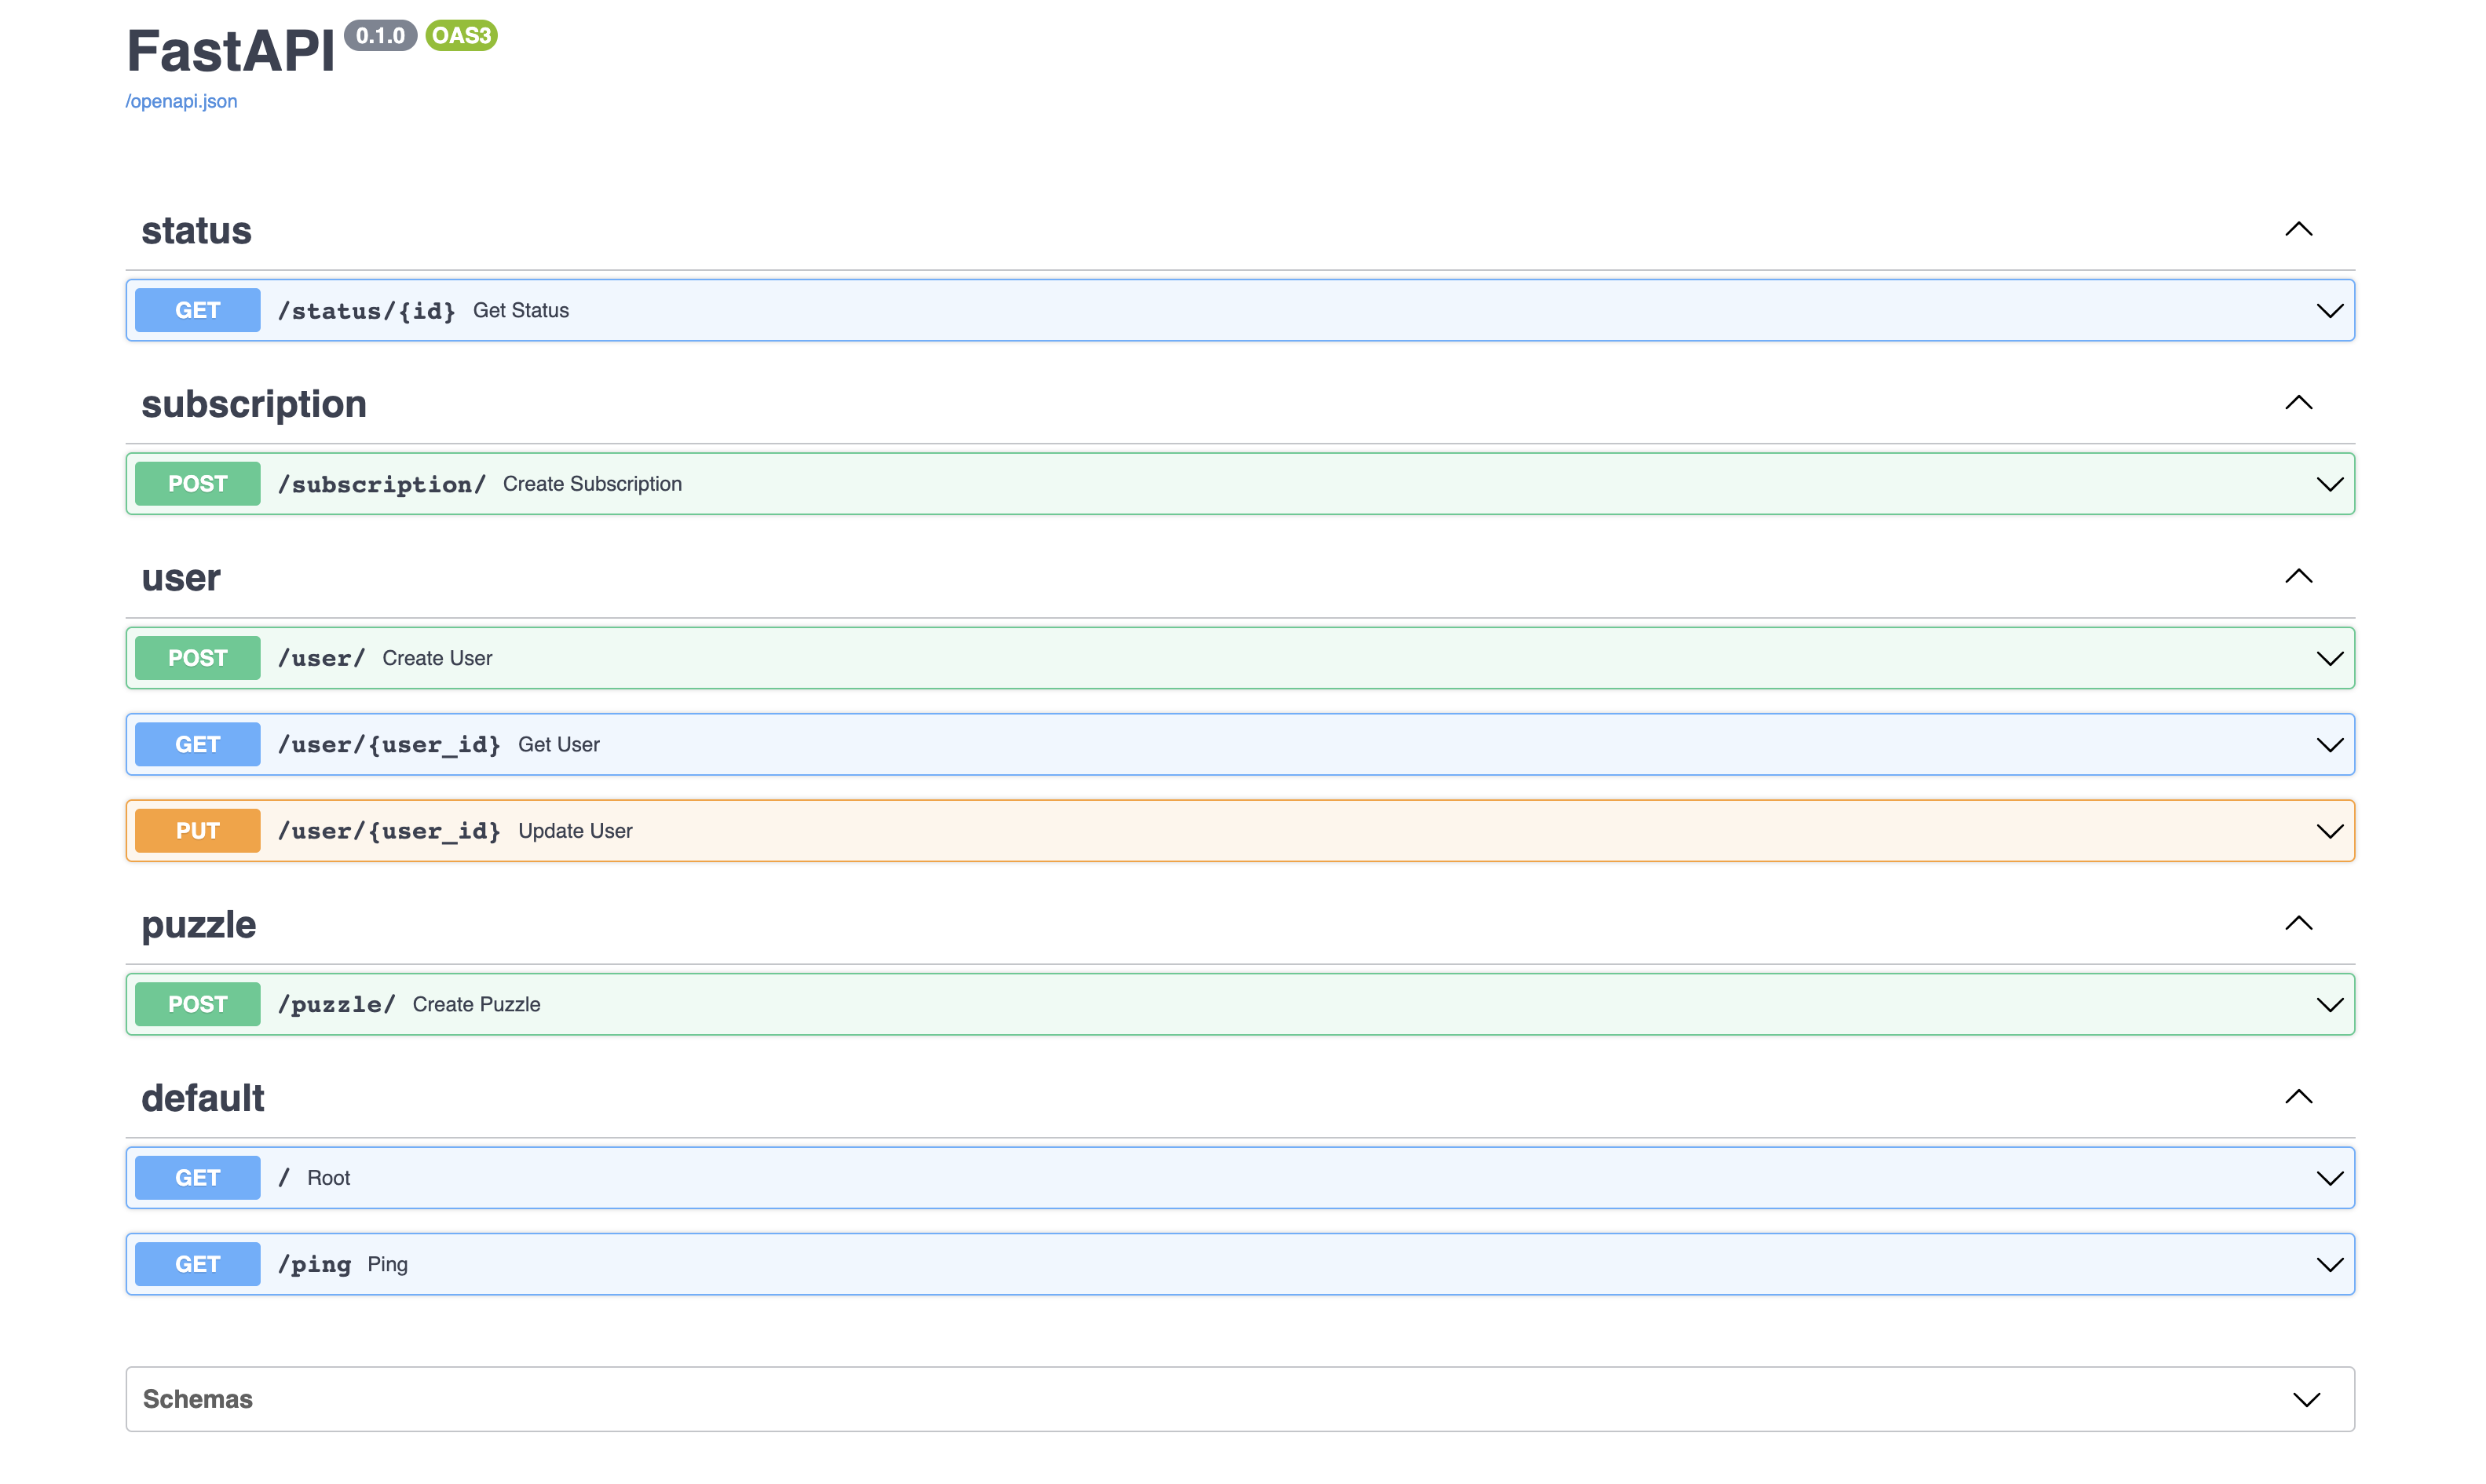 FastAPI 0.1.0 OAS3
/openapi.json
status
GET /status/{id} Get Status
subscription
POST /subscription/ Create Subscription
user
POST /user/ Create User
GET /user/{user_id} Get User
PUT /user/{user_id} Update User
puzzle
POST /puzzle/ Create Puzzle
default
GET / Root
GET /ping Ping
Schemas